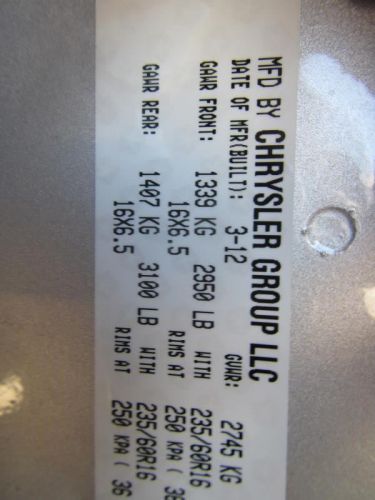 MFD BY CHRYSLER GROUP LLC
DATE OF MFR(BUILT): 3-12 GVWR: 2745 KG
GAWR FRONT: 1339 KG 2950 LB WITH 235/60R16
16X6.5 RIMS AT 250 KPA ( 36
GAWR REAR: 1407 KG 3100 LB WITH 235/60R16
16X6.5 RIMS AT 250 KPA ( 36